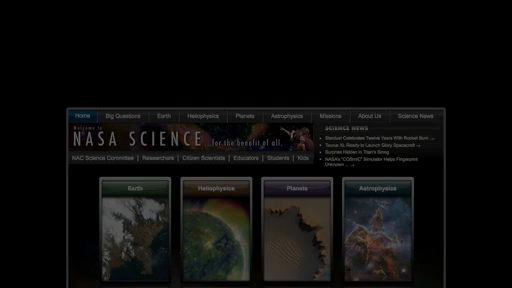 Home Big Questions Earth Heliophysics Planets Astrophysics Missions About Us Science News
Welcome to
NASA SCIENCE ...for the benefit of all.
Science News
Stardust Celebrates Twelve Years With Rocket Burn
Taurus XL Ready to Launch Glory Spacecraft
Surprise Hidden in Titan's Smog
NASA's "COSmIC" Simulator Helps Fingerprint
Unknown
NAC Science Committee | Researchers | Citizen Scientists | Educators | Students | Kids
Earth Heliophysics Planets Astrophysics